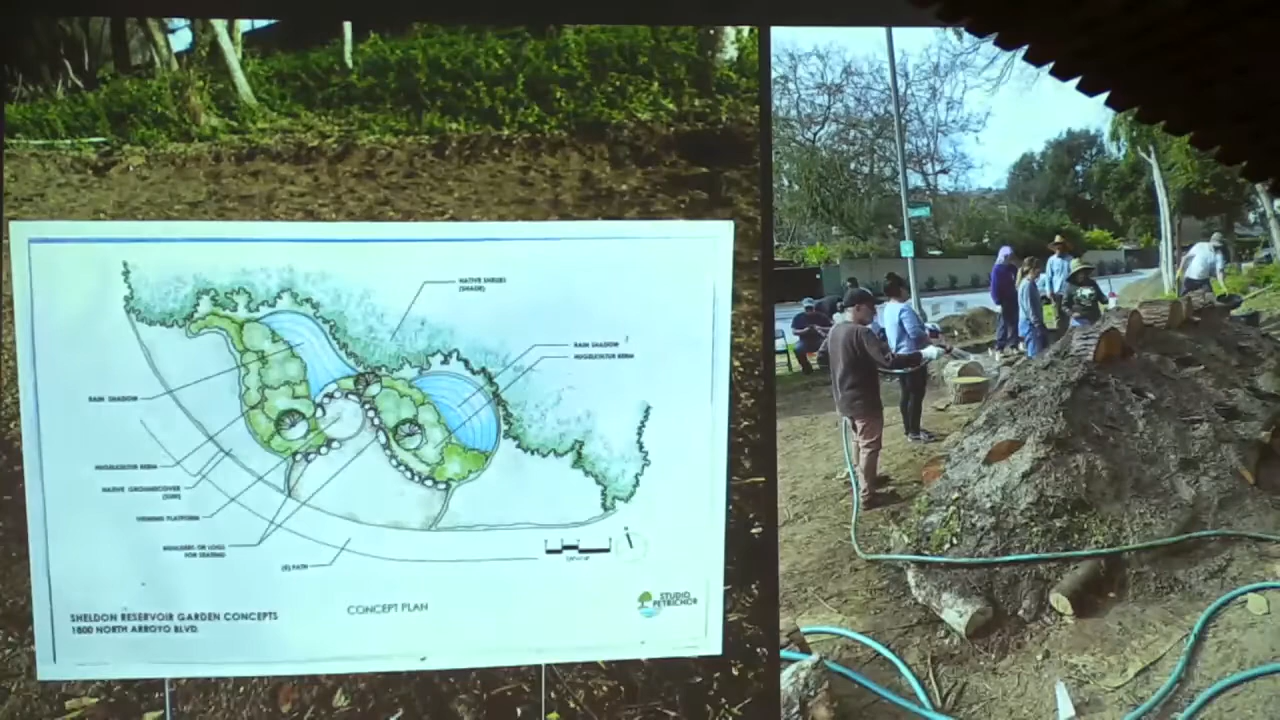 NATIVE SHRUBS
(SHADE)
RAIN SHADOW
HUGELKULTUR BERM
RAIN SHADOW
HUGELKULTUR BERM
NATIVE GROUNDCOVER
(SUN)
VIEWING PLATFORM
BOULDERS OR LOGS
FOR SEATING
(E) PATH
SHELDON RESERVOIR GARDEN CONCEPTS
1800 NORTH ARROYO BLVD.
CONCEPT PLAN
STUDIO
PETRICHOR